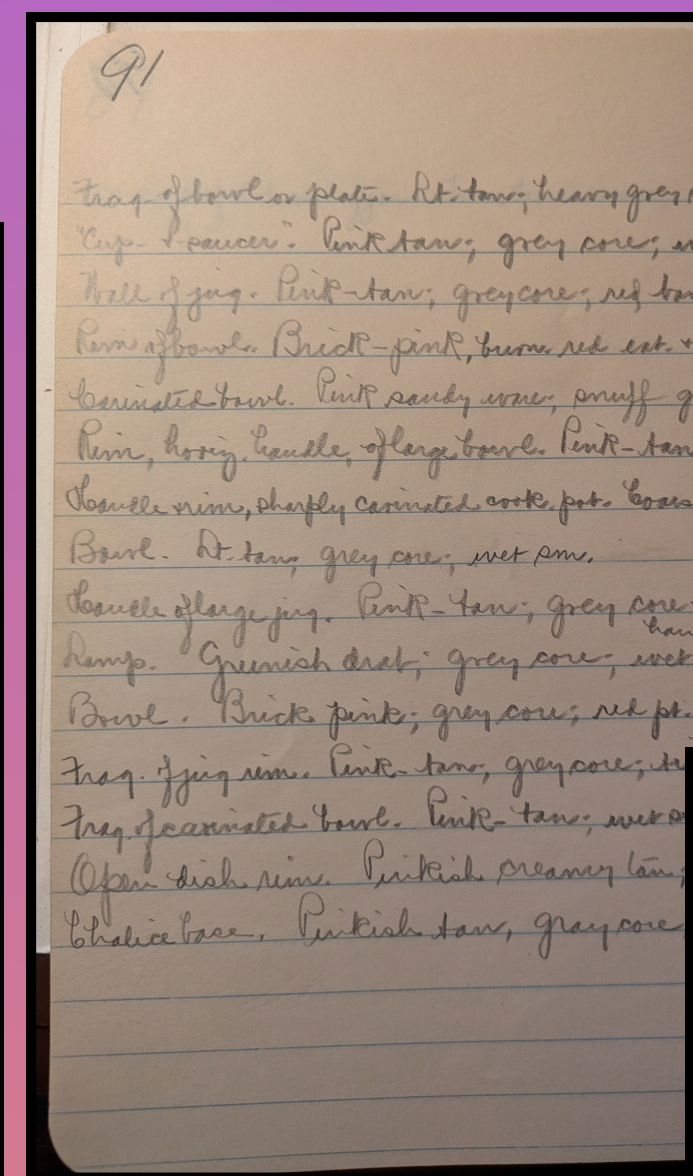 91
Frag. of bowl or plate. Lt. tan; heavy grey
"Cup-&-saucer". Pink tan; grey core;
Wall of jug. Pink-tan; grey core; red
Rim of bowl. Brick-pink, burn. red ext. +
Carinated bowl. Pink sandy ware; snuff
Rim, horiz. handle, of large bowl. Pink-tan
Handle rim, sharply carinated cook. pot. Coars
Bowl. Lt. tan; grey core; wet sm.
Handle of large jug. Pink-tan; grey core
Lamp. Greenish drab; grey core; wet
Bowl. Brick pink; grey core; red pt.
Frag. of jug rim. Pink-tan; grey core;
Frag. of carinated bowl. Pink-tan; wet s
Open dish rim. Pinkish creamy tan;
Chalice base. Pinkish tan, gray core